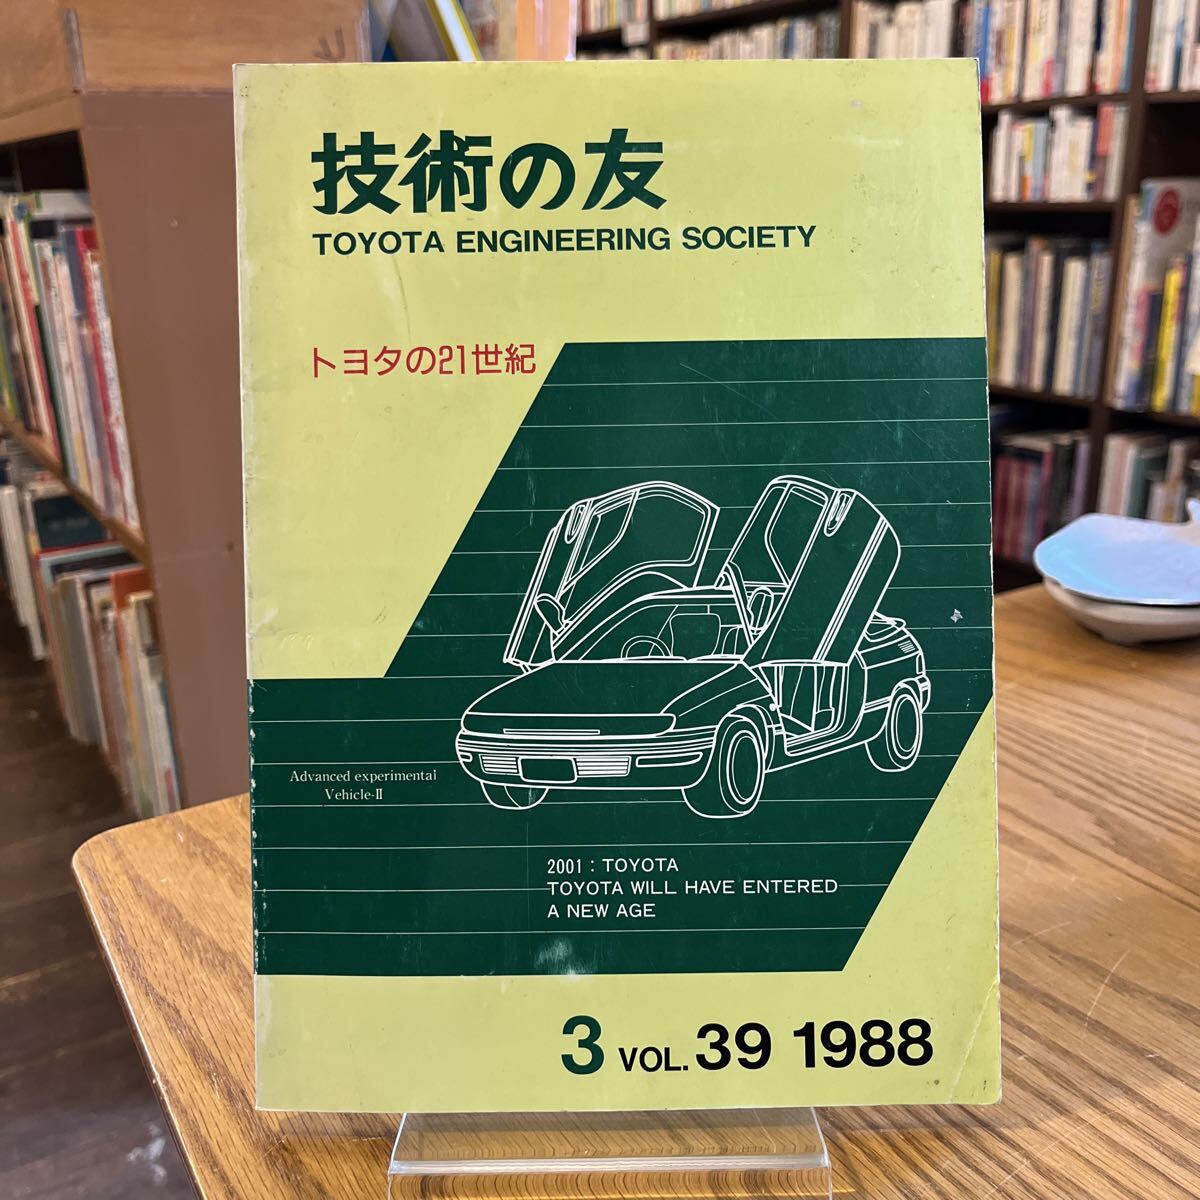 技術の友
TOYOTA ENGINEERING SOCIETY
トヨタの21世紀
Advanced experimental
Vehicle-II
2001 : TOYOTA
TOYOTA WILL HAVE ENTERED
A NEW AGE
3 VOL. 39 1988